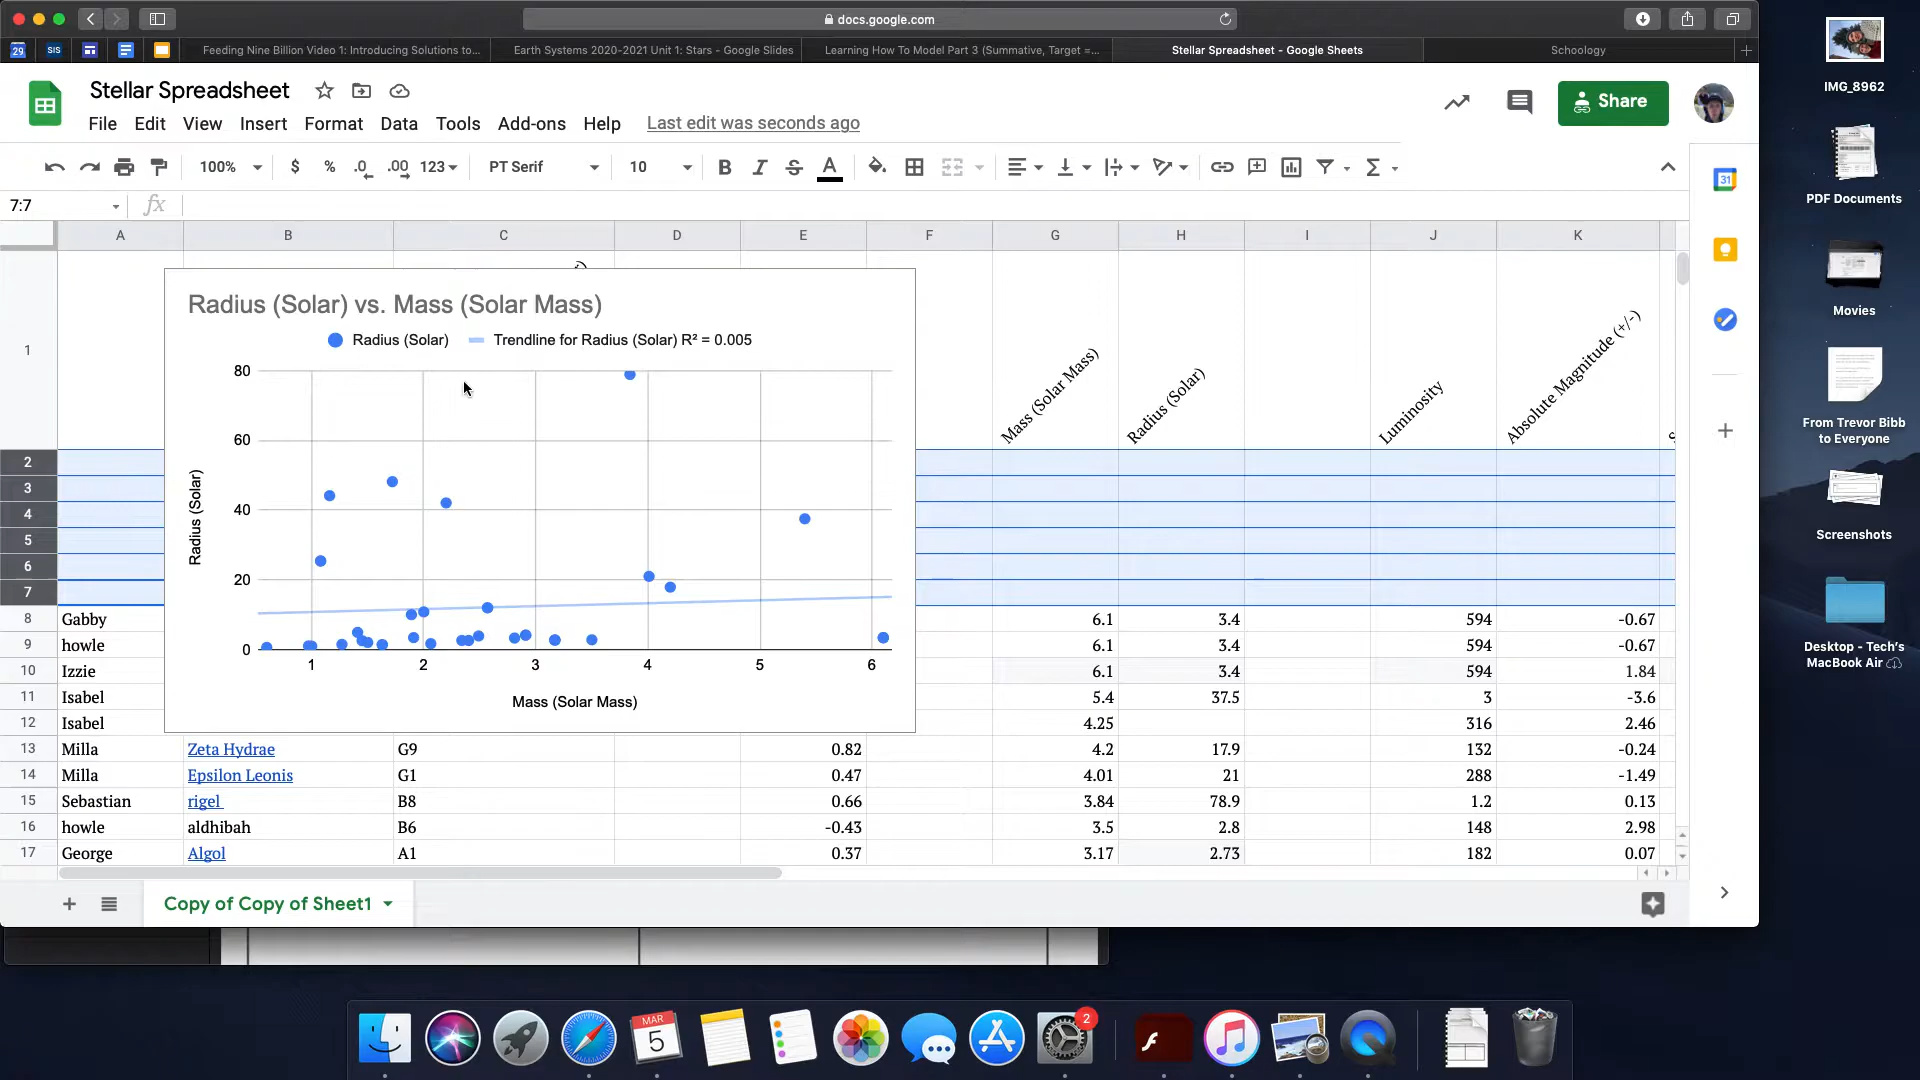 docs.google.com
29
SIS
Feeding Nine Billion Video 1: Introducing Solutions to...
Earth Systems 2020-2021 Unit 1: Stars - Google Slides
Learning How To Model Part 3 (Summative, Target =...
Stellar Spreadsheet - Google Sheets
Schoology
Stellar Spreadsheet
File Edit View Insert Format Data Tools Add-ons Help Last edit was seconds ago
Share
100% $ % .0 .00 123 PT Serif 10 B I S A
7:7 fx
A B C D E F G H I J K
1
Mass (Solar Mass)
Radius (Solar)
Luminosity
Absolute Magnitude (+/-)
Radius (Solar) vs. Mass (Solar Mass)
Radius (Solar) Trendline for Radius (Solar) R² = 0.005
80
60
40
20
0
Radius (Solar)
1 2 3 4 5 6
Mass (Solar Mass)
2
3
4
5
6
7
8 Gabby 6.1 3.4 594 -0.67
9 howle 6.1 3.4 594 -0.67
10 Izzie 6.1 3.4 594 1.84
11 Isabel 5.4 37.5 3 -3.6
12 Isabel 4.25 316 2.46
13 Milla Zeta Hydrae G9 0.82 4.2 17.9 132 -0.24
14 Milla Epsilon Leonis G1 0.47 4.01 21 288 -1.49
15 Sebastian rigel B8 0.66 3.84 78.9 1.2 0.13
16 howle aldhibah B6 -0.43 3.5 2.8 148 2.98
17 George Algol A1 0.37 3.17 2.73 182 0.07
Copy of Copy of Sheet1
31
IMG_8962
PDF Documents
Movies
From Trevor Bibb
to Everyone
Screenshots
Desktop - Tech's
MacBook Air
MAR
5
2